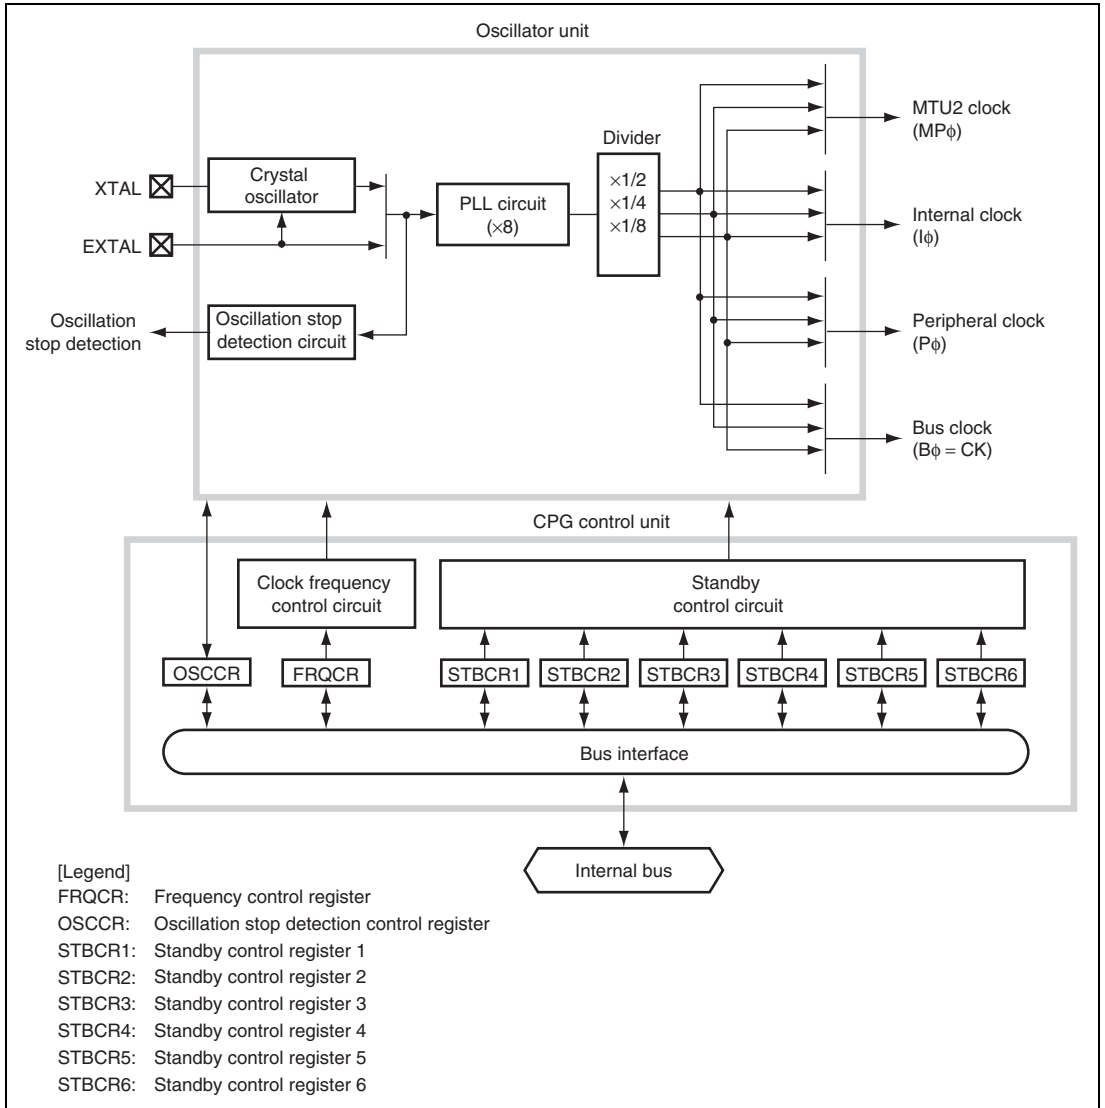 Oscillator unit
MTU2 clock
(MPϕ)
Divider
×1/2
×1/4
×1/8
XTAL
Crystal
oscillator
PLL circuit
(×8)
EXTAL
Internal clock
(Iϕ)
Oscillation
stop detection
Oscillation stop
detection circuit
Peripheral clock
(Pϕ)
Bus clock
(Bϕ = CK)
CPG control unit
Clock frequency
control circuit
Standby
control circuit
OSCCR
FRQCR
STBCR1
STBCR2
STBCR3
STBCR4
STBCR5
STBCR6
Bus interface
Internal bus
[Legend]
FRQCR: Frequency control register
OSCCR: Oscillation stop detection control register
STBCR1: Standby control register 1
STBCR2: Standby control register 2
STBCR3: Standby control register 3
STBCR4: Standby control register 4
STBCR5: Standby control register 5
STBCR6: Standby control register 6